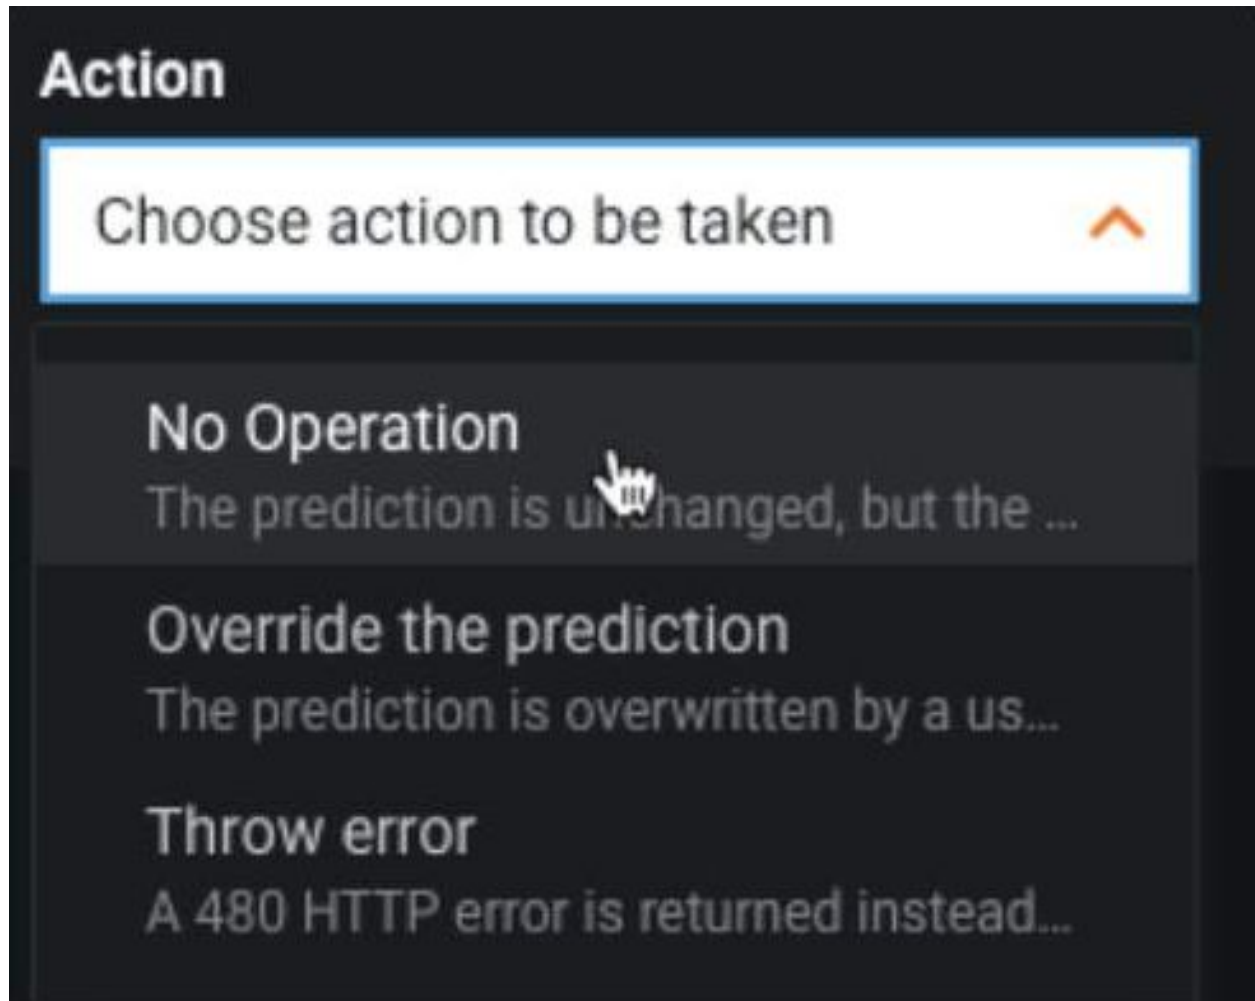 Action
Choose action to be taken
No Operation
The prediction is unchanged, but the ...
Override the prediction
The prediction is overwritten by a us...
Throw error
A 480 HTTP error is returned instead...